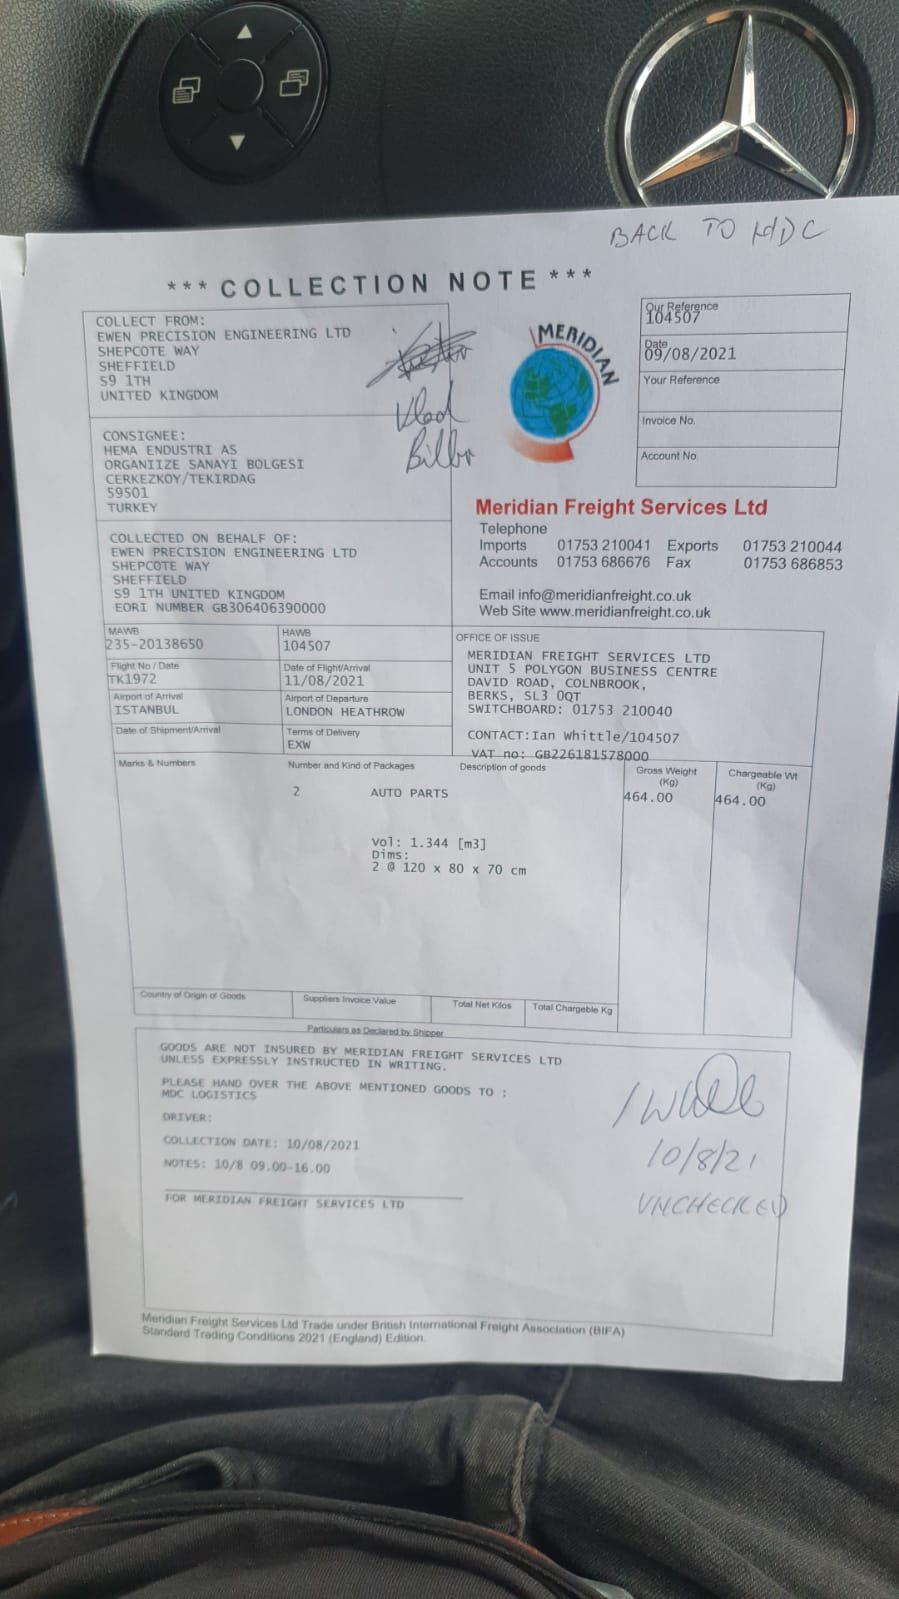 BACK TO MDC
*** COLLECTION NOTE ***
COLLECT FROM:
EWEN PRECISION ENGINEERING LTD
SHEPCOTE WAY
SHEFFIELD
S9 1TH
UNITED KINGDOM
Vlad
MERIDIAN
Our Reference
104507
Date
09/08/2021
Your Reference
Invoice No.
Account No
CONSIGNEE:
HEMA ENDUSTRI AS
ORGANIIZE SANAYI BOLGESI
CERKEZKOY/TEKIRDAG
59501
TURKEY
Meridian Freight Services Ltd
Telephone
Imports 01753 210041 Exports 01753 210044
Accounts 01753 686676 Fax 01753 686853
Email info@meridianfreight.co.uk
Web Site www.meridianfreight.co.uk
COLLECTED ON BEHALF OF:
EWEN PRECISION ENGINEERING LTD
SHEPCOTE WAY
SHEFFIELD
S9 1TH UNITED KINGDOM
EORI NUMBER GB306406390000
MAWB
235-20138650
HAWB
104507
Flight No / Date
TK1972
Date of Flight/Arrival
11/08/2021
Airport of Arrival
ISTANBUL
Airport of Departure
LONDON HEATHROW
Date of Shipment/Arrival
Terms of Delivery
EXW
OFFICE OF ISSUE
MERIDIAN FREIGHT SERVICES LTD
UNIT 5 POLYGON BUSINESS CENTRE
DAVID ROAD, COLNBROOK,
BERKS, SL3 0QT
SWITCHBOARD: 01753 210040
CONTACT:Ian Whittle/104507
VAT no: GB226181578000
Marks & Numbers
Number and Kind of Packages
Description of goods
Gross Weight
(Kg)
Chargeable Wt
(Kg)
2 AUTO PARTS
464.00
464.00
Vol: 1.344 [m3]
Dims:
2 @ 120 x 80 x 70 cm
Country of Origin of Goods
Suppliers Invoice Value
Total Net Kilos
Total Chargeable Kg
Particulars as Declared by Shipper
GOODS ARE NOT INSURED BY MERIDIAN FREIGHT SERVICES LTD
UNLESS EXPRESSLY INSTRUCTED IN WRITING.
PLEASE HAND OVER THE ABOVE MENTIONED GOODS TO :
MDC LOGISTICS
DRIVER:
COLLECTION DATE: 10/08/2021
NOTES: 10/8 09.00-16.00
FOR MERIDIAN FREIGHT SERVICES LTD
10/8/21
UNCHECKED
Meridian Freight Services Ltd Trade under British International Freight Association (BIFA)
Standard Trading Conditions 2021 (England) Edition